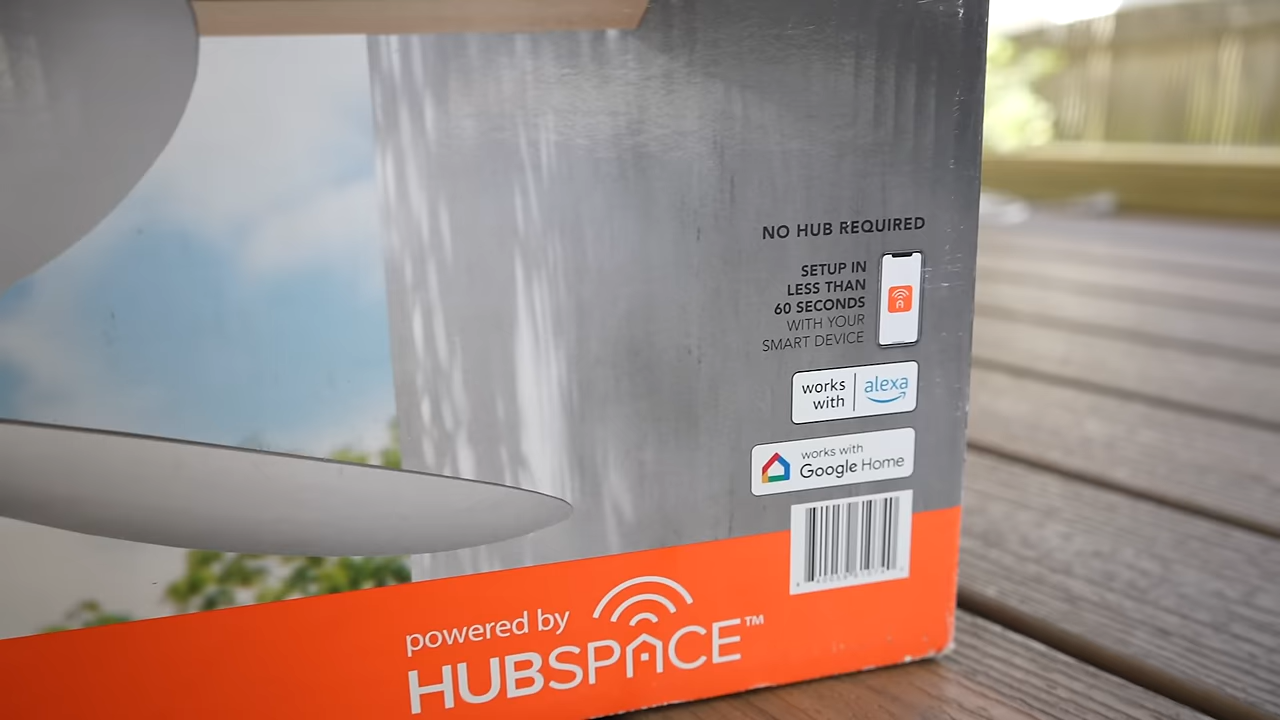 NO HUB REQUIRED
SETUP IN
LESS THAN
60 SECONDS
WITH YOUR
SMART DEVICE
works
with
alexa
works with
Google Home
powered by
HUBSPACE™